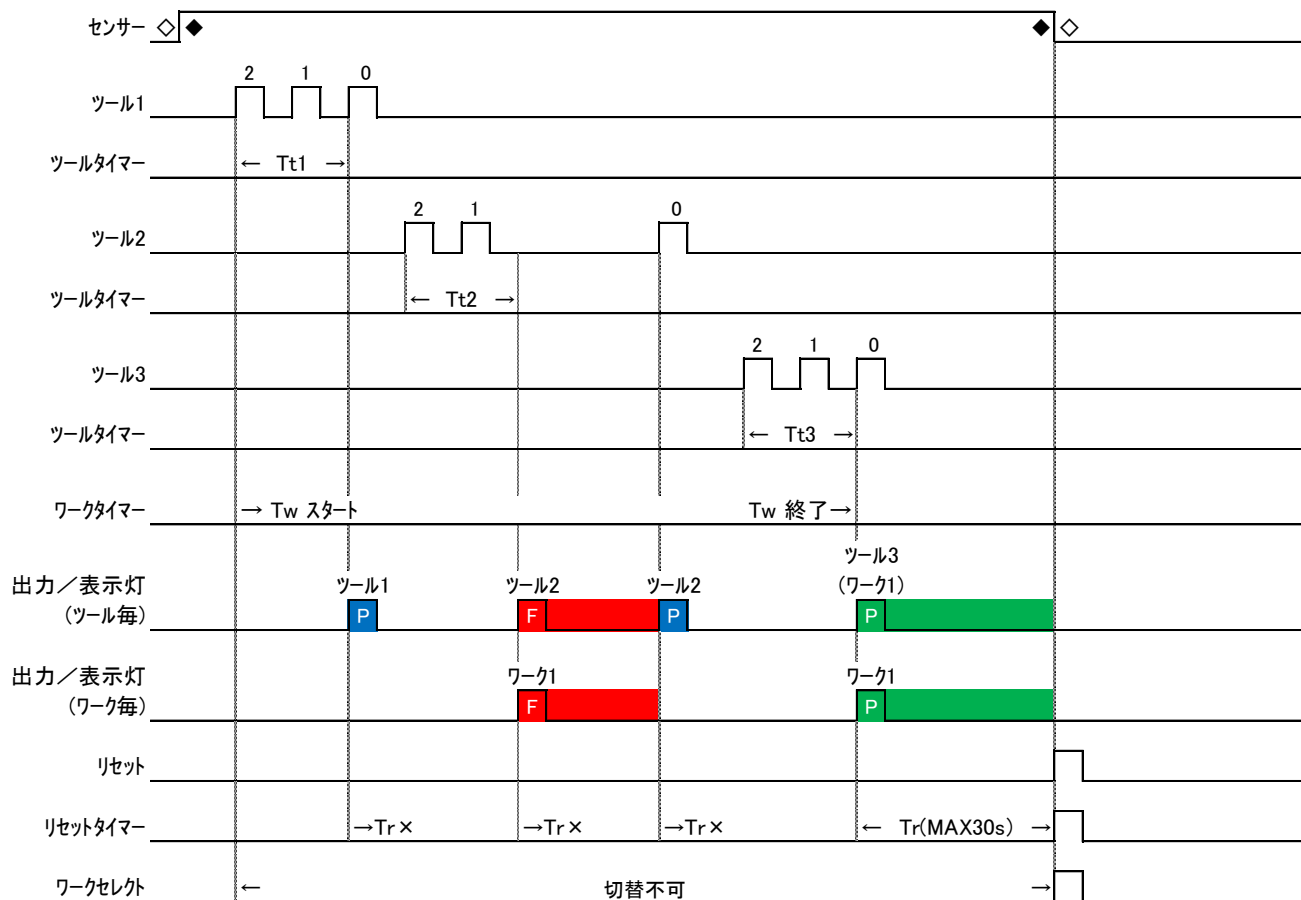 センサー ◇ ◆ ◆ ◇
2 1 0
ツール1
ツールタイマー ← Tt1 →
2 1 0
ツール2
ツールタイマー ← Tt2 →
2 1 0
ツール3
ツールタイマー ← Tt3 →
ワークタイマー → Tw スタート Tw 終了→
ツール3
出力／表示灯 ツール1 ツール2 ツール2 (ワーク1)
(ツール毎) P F P P
出力／表示灯 ワーク1 ワーク1
(ワーク毎) F P
リセット
リセットタイマー →Tr× →Tr× →Tr× ← Tr(MAX30s) →
ワークセレクト ← 切替不可 →